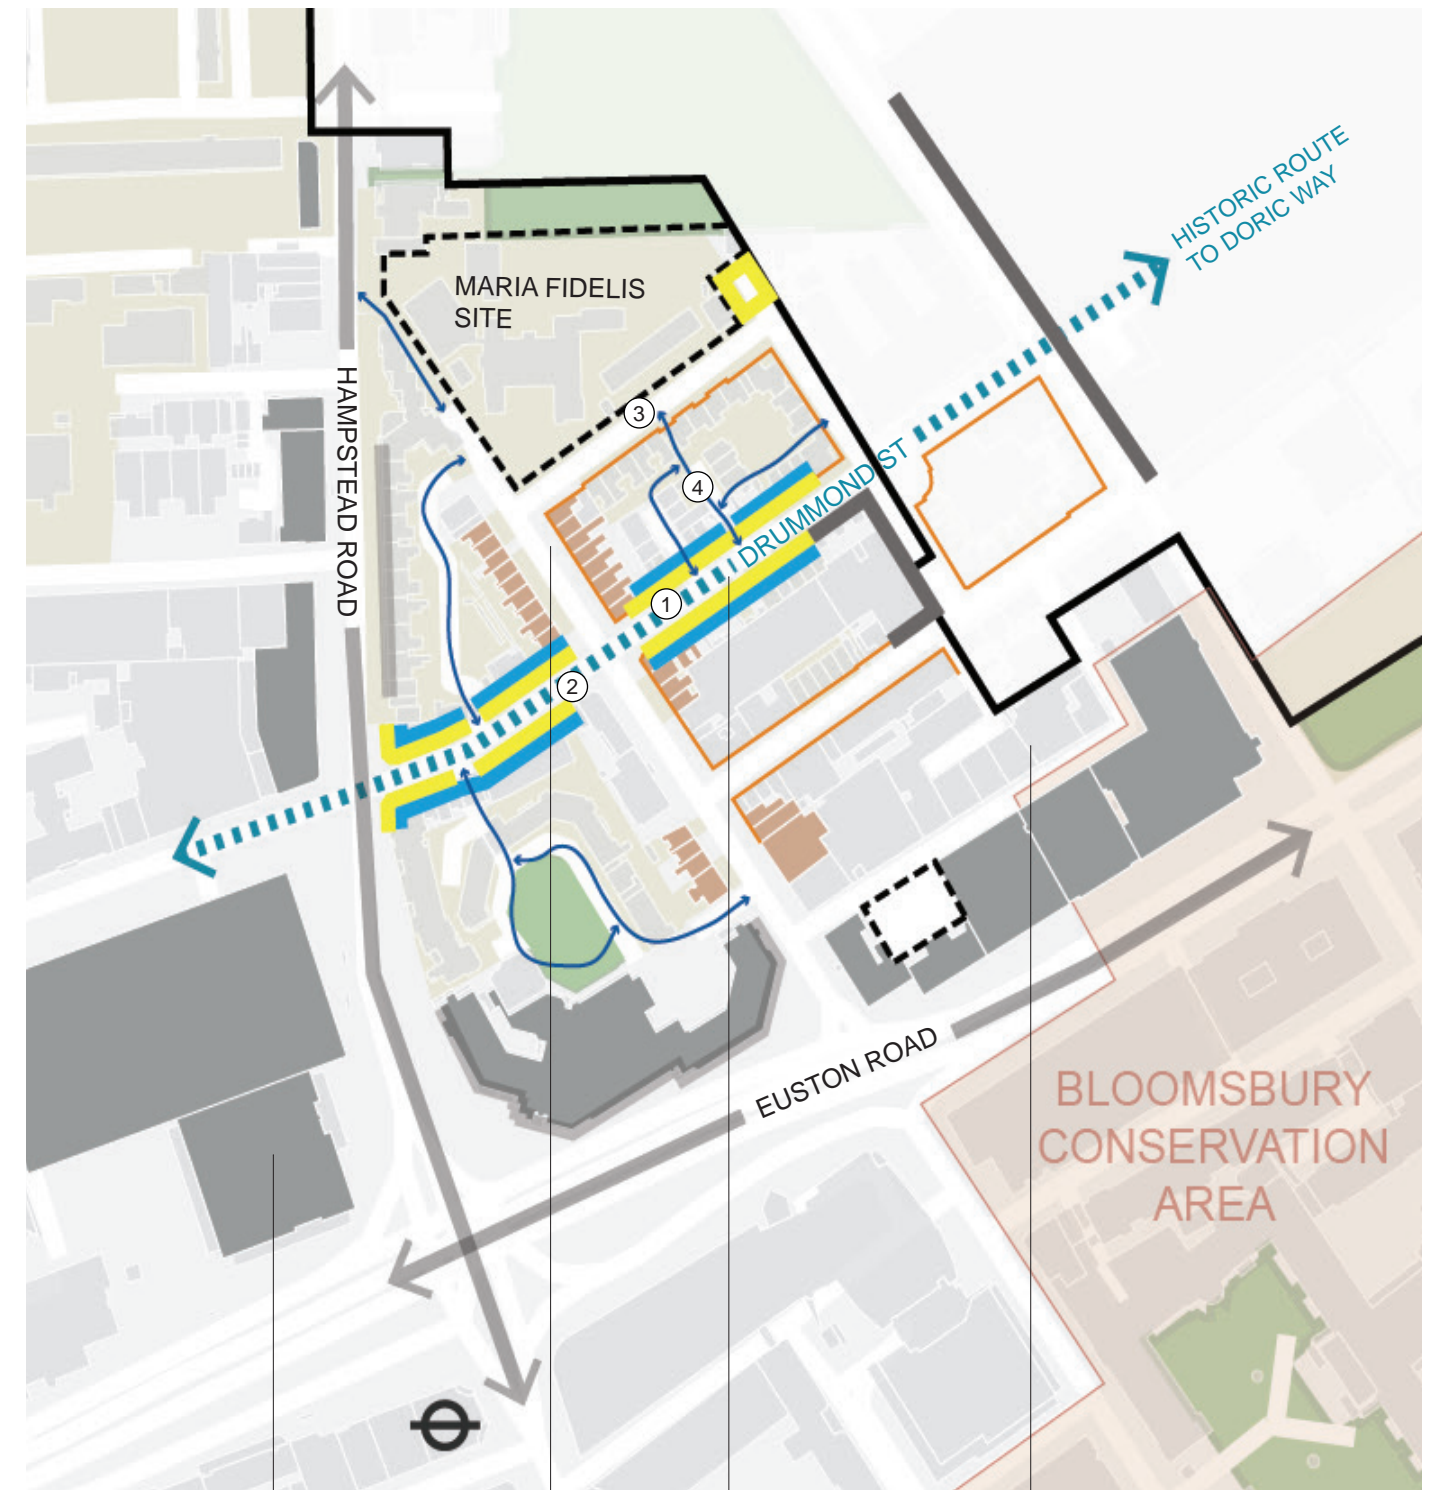 HISTORIC ROUTE
TO DORIC WAY
MARIA FIDELIS
SITE
HAMPSTEAD ROAD
3
4
DRUMMOND ST
1
2
EUSTON ROAD
BLOOMSBURY
CONSERVATION
AREA